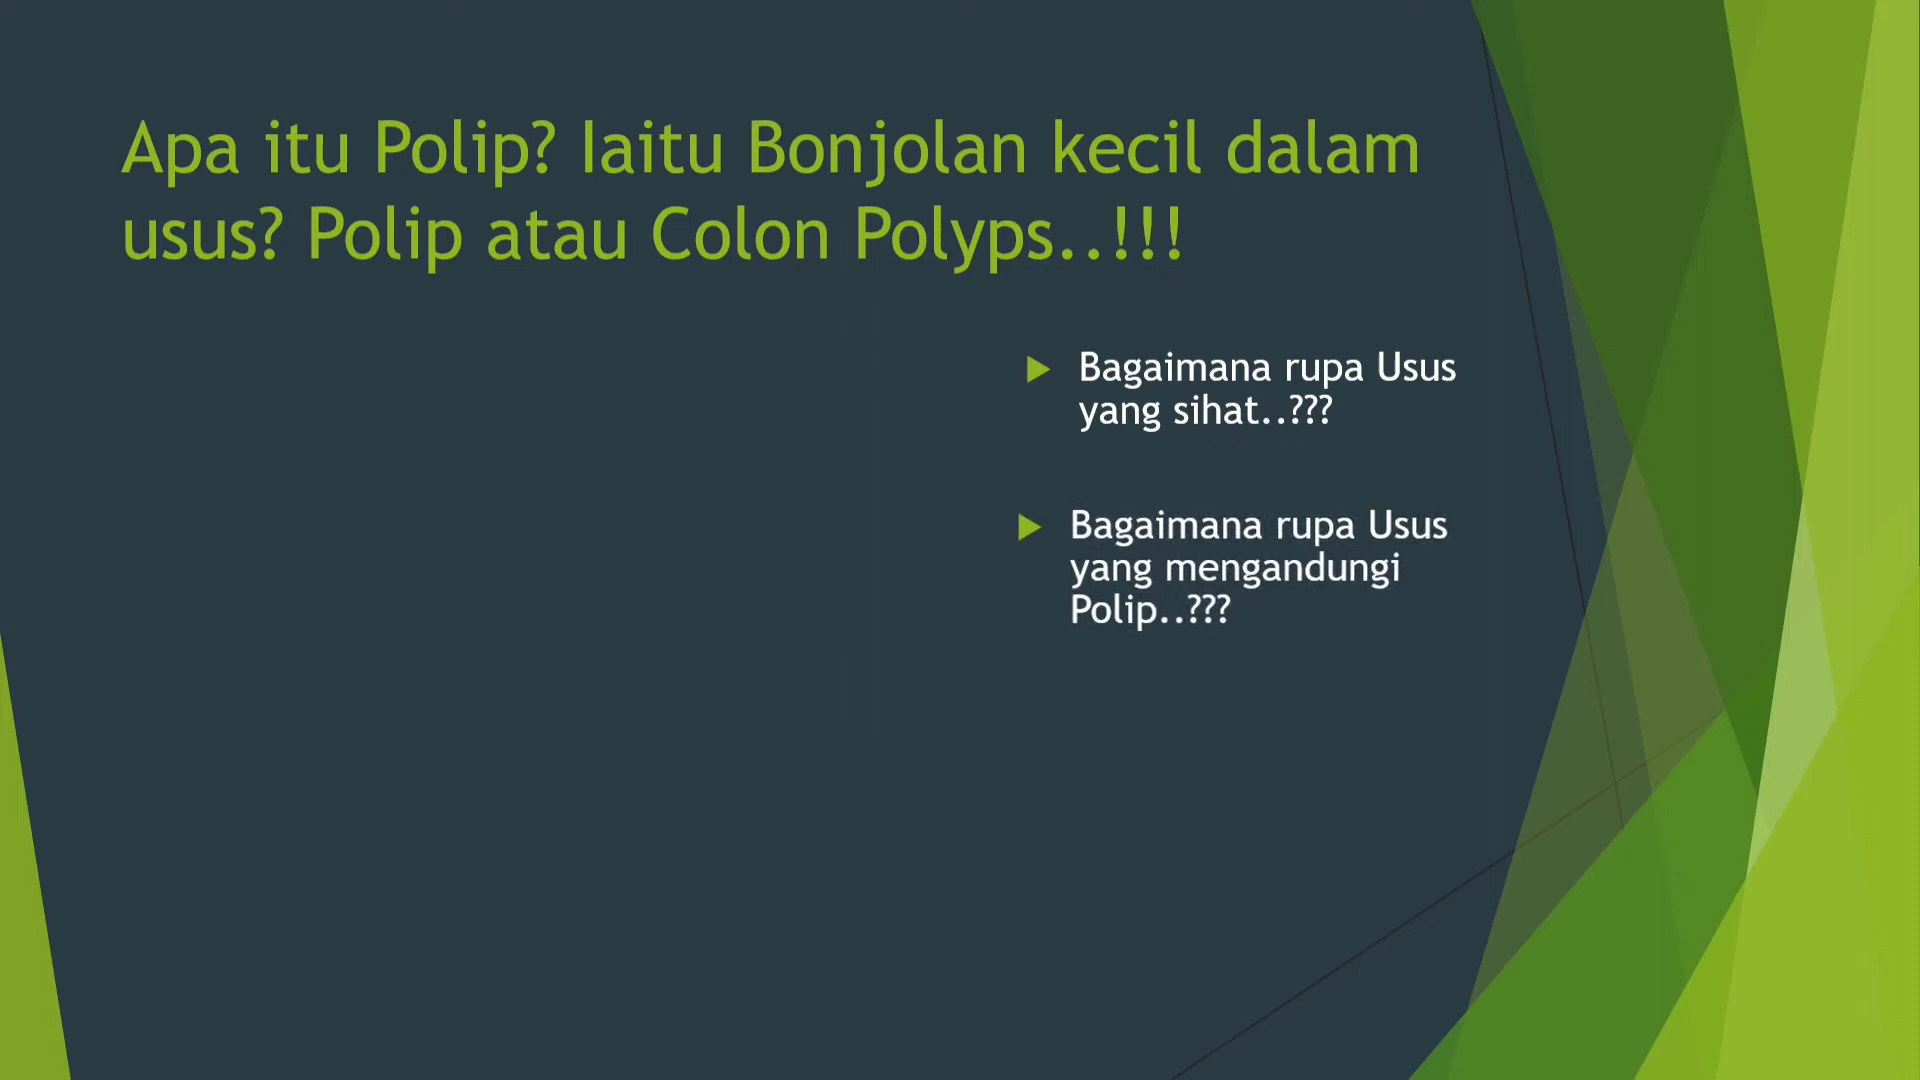 Apa itu Polip? Iaitu Bonjolan kecil dalam
usus? Polip atau Colon Polyps..!!!
Bagaimana rupa Usus
yang sihat..???
Bagaimana rupa Usus
yang mengandungi
Polip..???